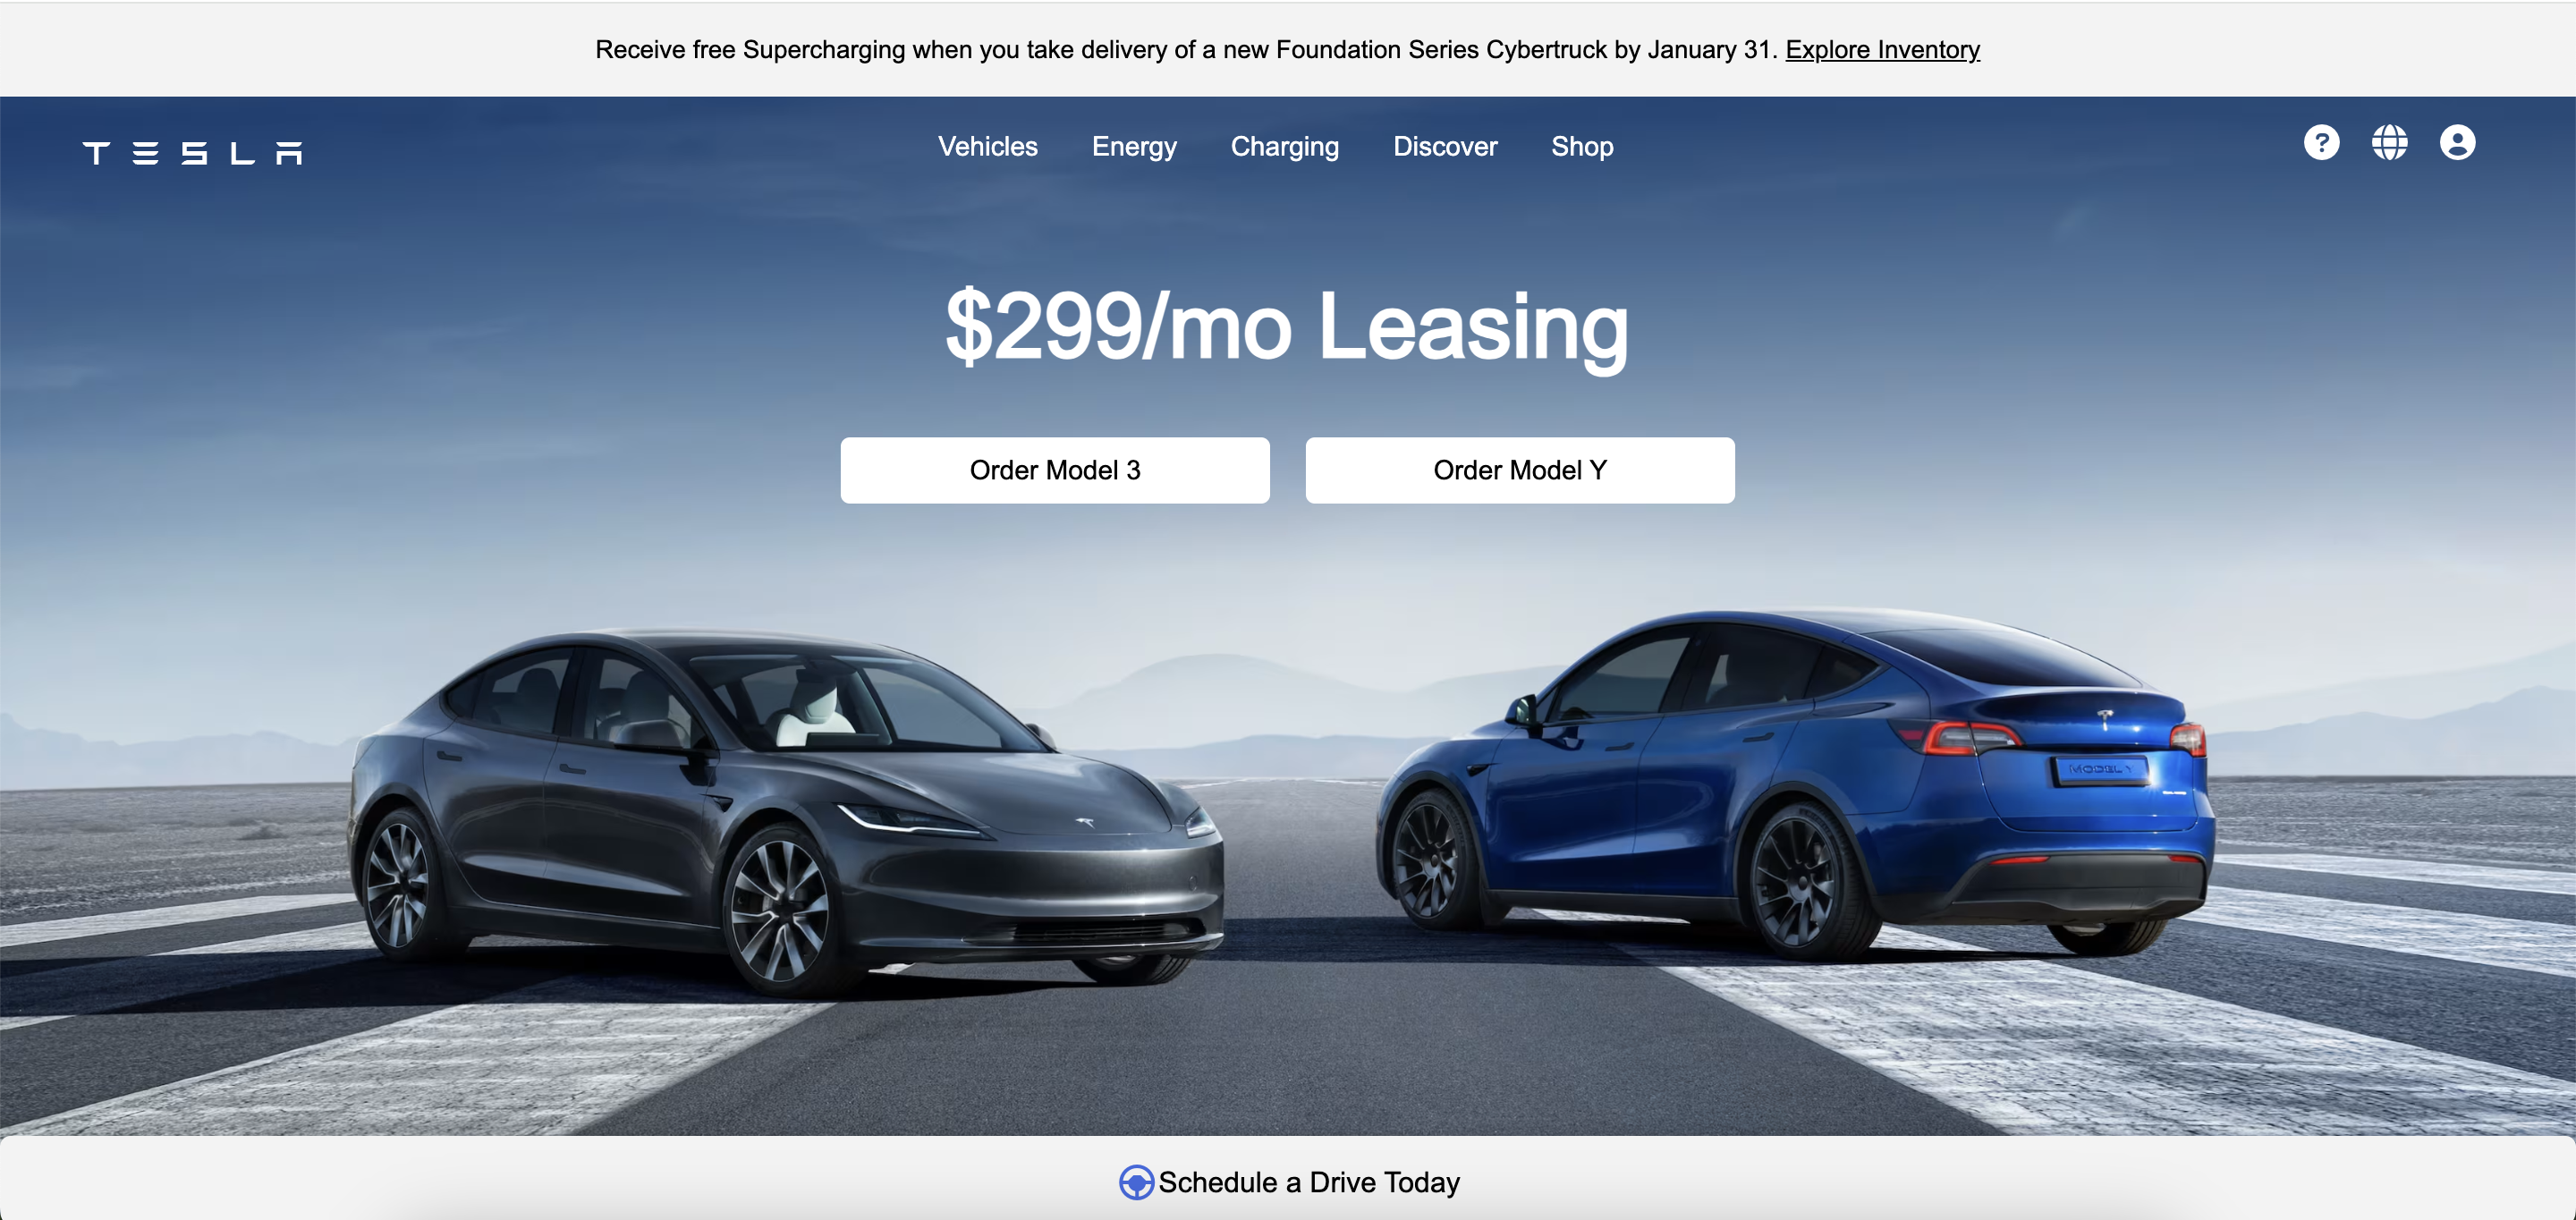 Receive free Supercharging when you take delivery of a new Foundation Series Cybertruck by January 31. Explore Inventory
TESLA
Vehicles Energy Charging Discover Shop
?
$299/mo Leasing
Order Model 3 Order Model Y
MODEL Y
Schedule a Drive Today